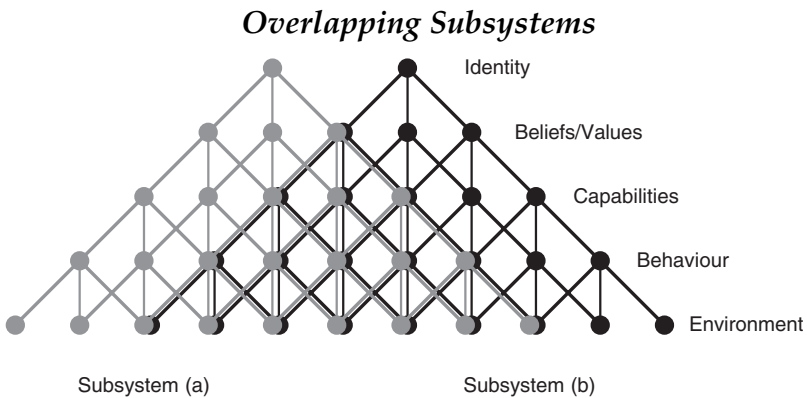 Overlapping Subsystems
Identity
Beliefs/Values
Capabilities
Behaviour
Environment
Subsystem (a)
Subsystem (b)